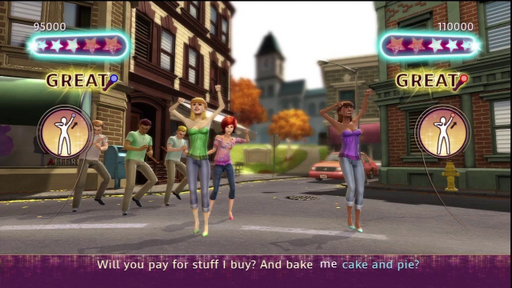 95000
110000
GREAT
GREAT
Will you pay for stuff I buy? And bake me cake and pie?